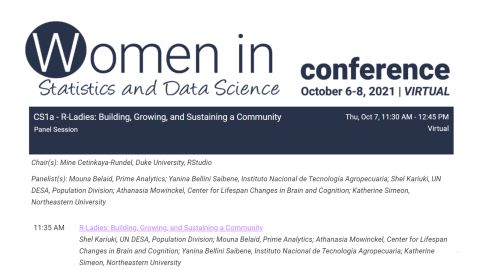 Women in
Statistics and Data Science
conference
October 6-8, 2021 | VIRTUAL
CS1a - R-Ladies: Building, Growing, and Sustaining a Community
Thu, Oct 7, 11:30 AM - 12:45 PM
Panel Session
Virtual
Chair(s): Mine Cetinkaya-Rundel, Duke University, RStudio
Panelist(s): Mouna Belaid, Prime Analytics; Yanina Bellini Saibene, Instituto Nacional de Tecnología Agropecuaria; Shel Kariuki, UN
DESA, Population Division; Athanasia Mowinckel, Center for Lifespan Changes in Brain and Cognition; Katherine Simeon,
Northeastern University
11:35 AM
R-Ladies: Building, Growing, and Sustaining a Community
Shel Kariuki, UN DESA, Population Division; Mouna Belaid, Prime Analytics; Athanasia Mowinckel, Center for Lifespan
Changes in Brain and Cognition; Yanina Bellini Saibene, Instituto Nacional de Tecnología Agropecuaria; Katherine
Simeon, Northeastern University